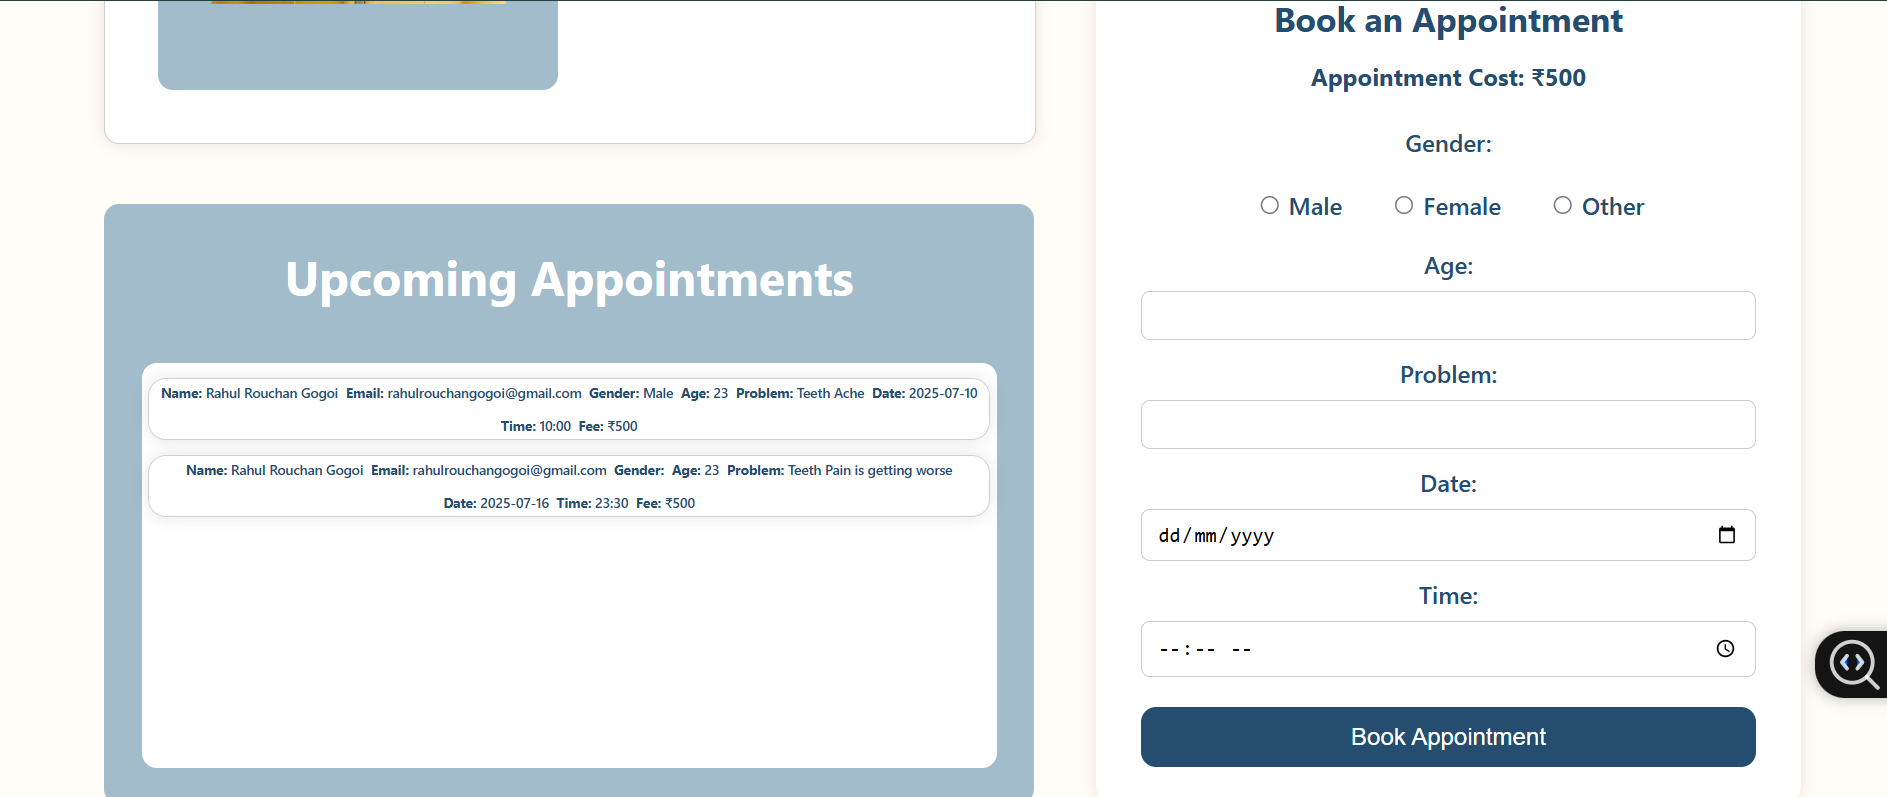 Upcoming Appointments
Name: Rahul Rouchan Gogoi Email: rahulrouchangogoi@gmail.com Gender: Male Age: 23 Problem: Teeth Ache Date: 2025-07-10
Time: 10:00 Fee: ₹500
Name: Rahul Rouchan Gogoi Email: rahulrouchangogoi@gmail.com Gender: Age: 23 Problem: Teeth Pain is getting worse
Date: 2025-07-16 Time: 23:30 Fee: ₹500
Book an Appointment
Appointment Cost: ₹500
Gender:
Male Female Other
Age:
Problem:
Date:
dd/mm/yyyy
Time:
--:-- --
Book Appointment